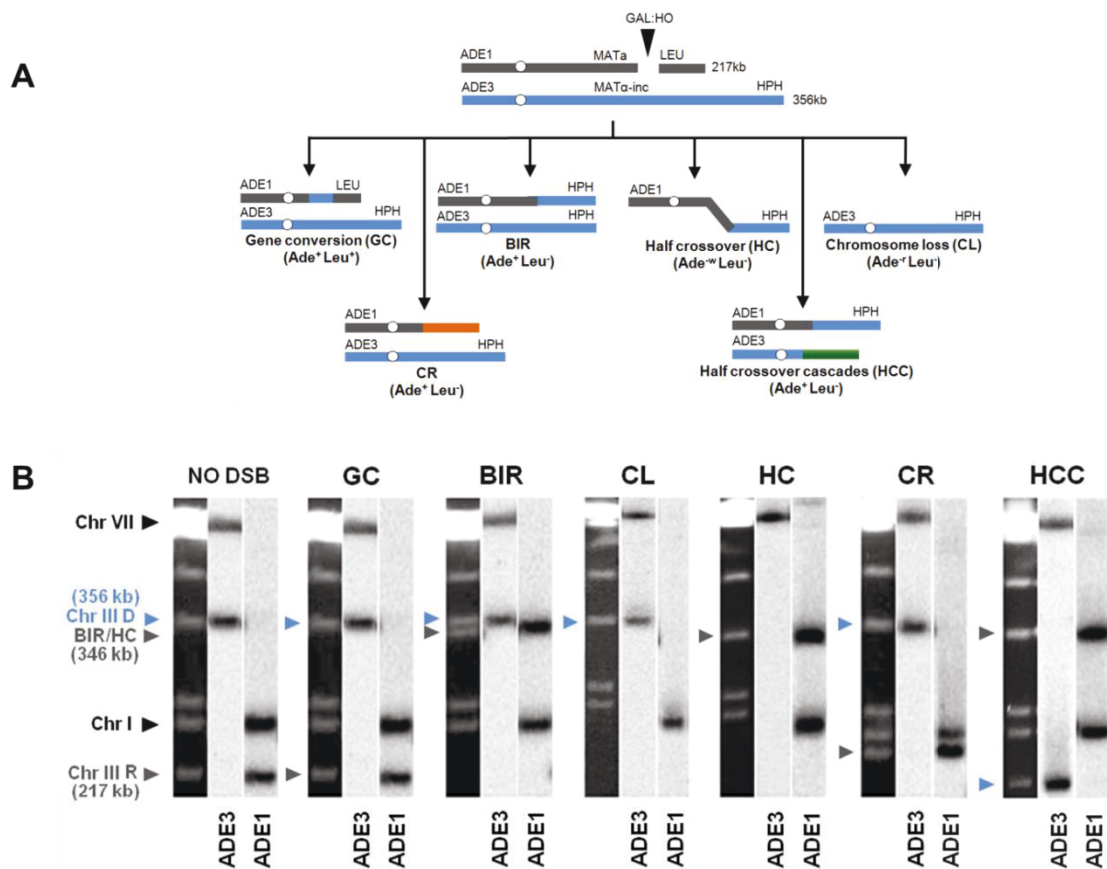 A
GAL:HO
ADE1 MATa LEU 217kb
ADE3 MATα-inc HPH 356kb
ADE1 LEU
ADE3 HPH
Gene conversion (GC)
(Ade⁺ Leu⁺)
ADE1 HPH
ADE3 HPH
BIR
(Ade⁺ Leu⁻)
ADE1
HPH
Half crossover (HC)
(Ade⁻ʷ Leu⁻)
ADE3 HPH
Chromosome loss (CL)
(Ade⁻ʳ Leu⁻)
ADE1
ADE3 HPH
CR
(Ade⁺ Leu⁻)
ADE1 HPH
ADE3
Half crossover cascades (HCC)
(Ade⁺ Leu⁻)
B
NO DSB GC BIR CL HC CR HCC
Chr VII
(356 kb)
Chr III D
BIR/HC
(346 kb)
Chr I
Chr III R
(217 kb)
ADE3 ADE1 ADE3 ADE1 ADE3 ADE1 ADE3 ADE1 ADE3 ADE1 ADE3 ADE1 ADE3 ADE1